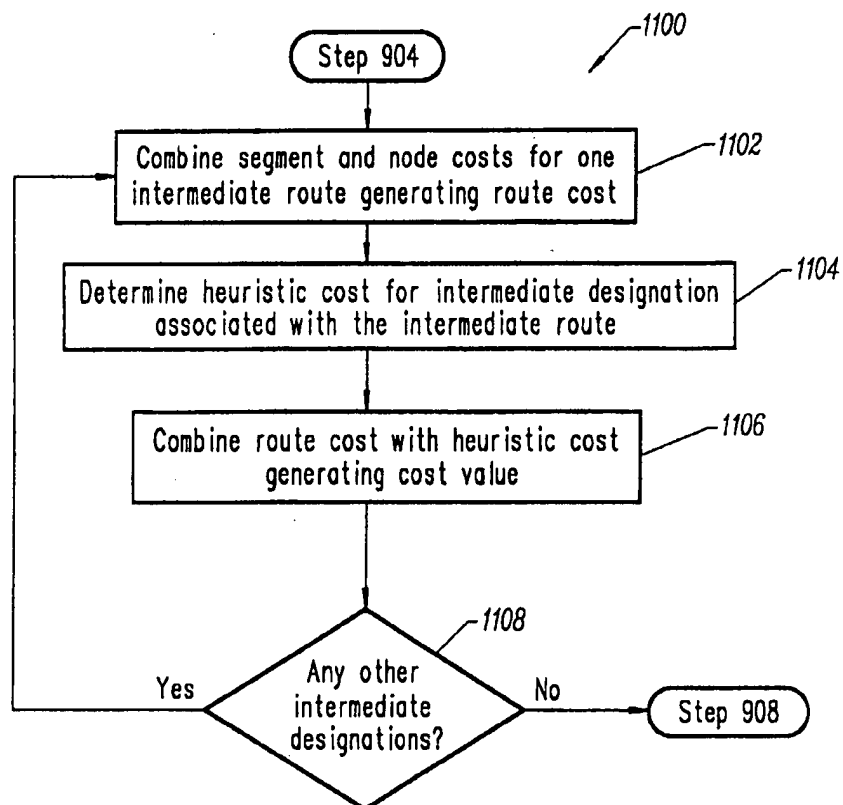 1100
Step 904
Combine segment and node costs for one
intermediate route generating route cost
1102
Determine heuristic cost for intermediate designation
associated with the intermediate route
1104
Combine route cost with heuristic cost
generating cost value
1106
1108
Any other
intermediate
designations?
Yes
No
Step 908